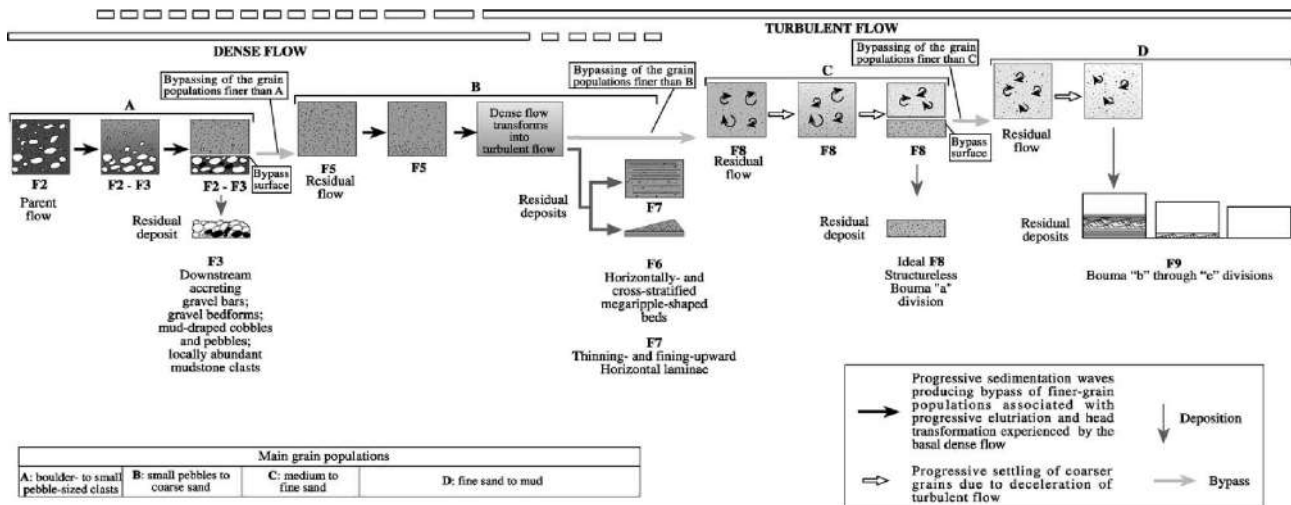 DENSE FLOW
TURBULENT FLOW
A
Bypassing of the grain
populations finer than A
B
Bypassing of the grain
populations finer than B
C
Bypassing of the grain
populations finer than C
D
F2
Parent
flow
F2 - F3
F2 - F3
Bypass
surface
Residual
deposit
F3
Downstream
accreting
gravel bars;
gravel bedforms;
mud-draped cobbles
and pebbles;
locally abundant
mudstone clasts
F5
Residual
flow
F5
Dense flow
transforms
into
turbulent flow
Residual
deposits
F7
F6
Horizontally- and
cross-stratified
megaripple-shaped
beds
F7
Thinning- and fining-upward
Horizontal laminae
F8
Residual
flow
F8
F8
Bypass
surface
Residual
deposit
Ideal F8
Structureless
Bouma "a"
division
Residual
flow
Residual
deposits
F9
Bouma "b" through "e" divisions
Main grain populations
A: boulder- to small
pebble-sized clasts
B: small pebbles to
coarse sand
C: medium to
fine sand
D: fine sand to mud
Progressive sedimentation waves
producing bypass of finer-grain
populations associated with
progressive elutriation and head
transformation experienced by the
basal dense flow
Deposition
Progressive settling of coarser
grains due to deceleration of
turbulent flow
Bypass